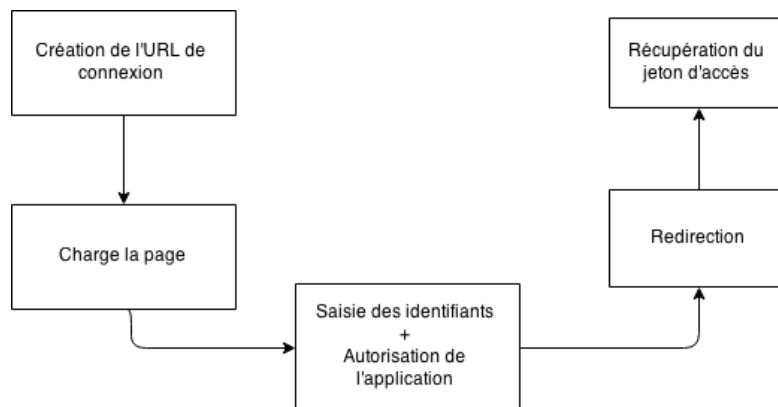 Création de l'URL de
connexion
Charge la page
Saisie des identifiants
+
Autorisation de
l'application
Redirection
Récupération du
jeton d'accès